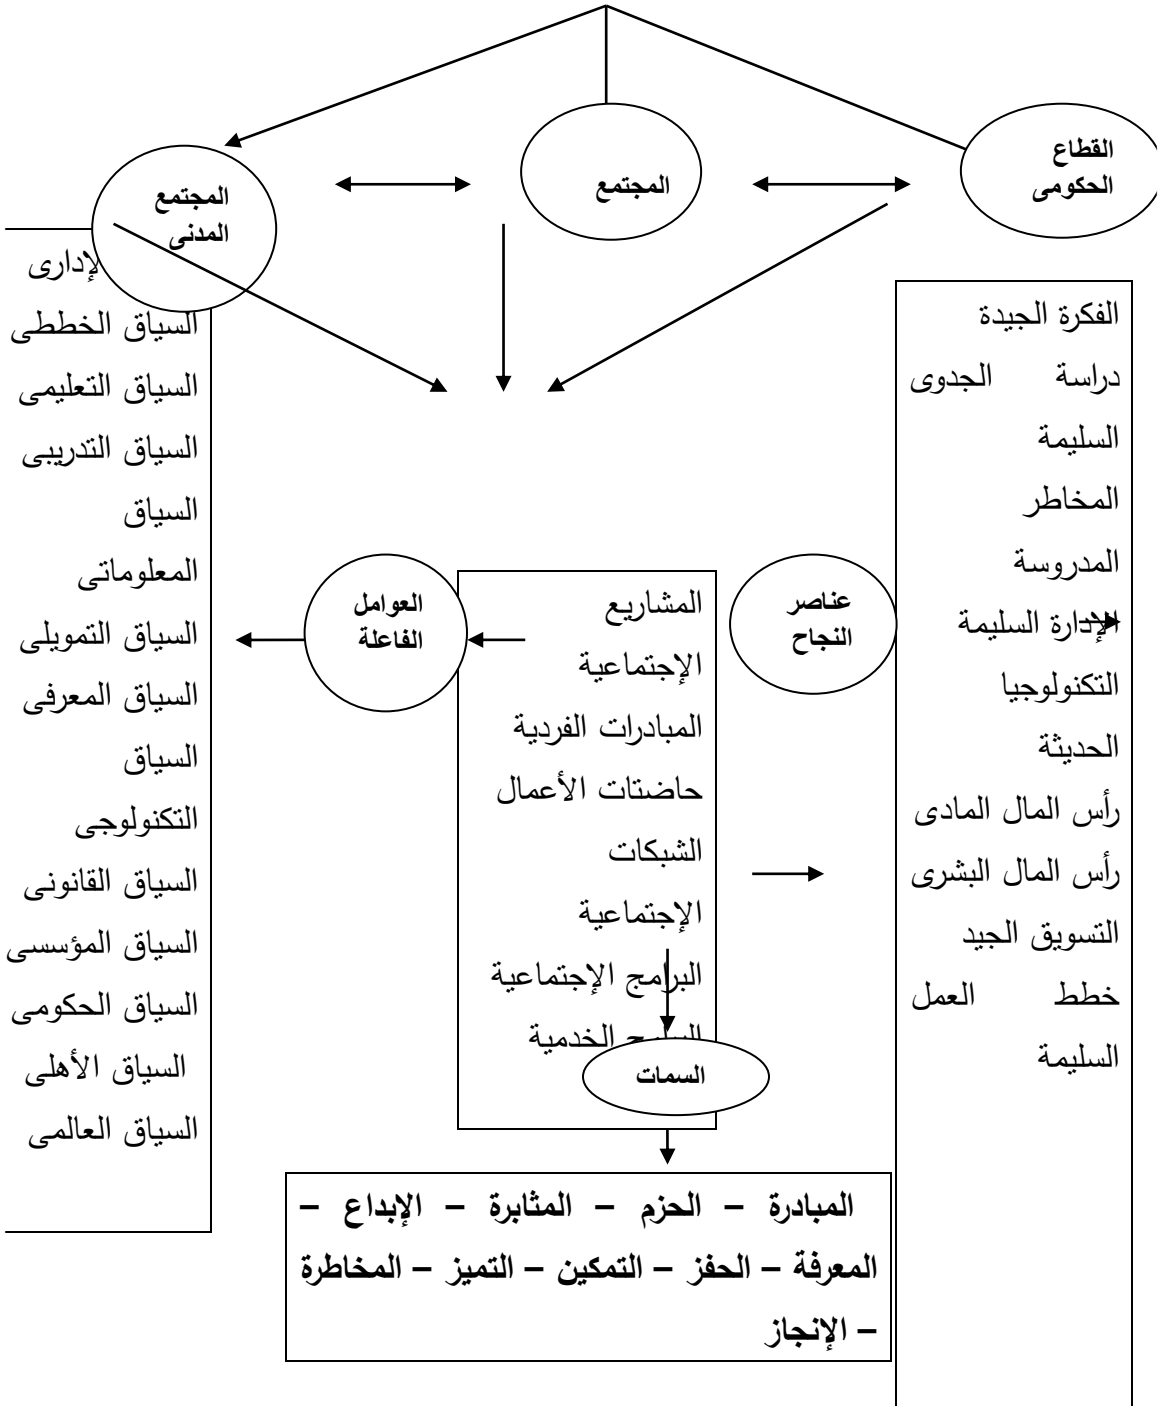 القطاع
الحكومى
المجتمع
المجتمع
المدنى
الفكرة الجيدة
دراسة الجدوى
السليمة
المخاطر
المدروسة
الإدارة السليمة
التكنولوجيا
الحديثة
رأس المال المادى
رأس المال البشرى
التسويق الجيد
خطط العمل
السليمة
عناصر
النجاح
المشاريع
الإجتماعية
المبادرات الفردية
حاضتات الأعمال
الشبكات
الإجتماعية
البرامج الإجتماعية
البرامج الخدمية
العوامل
الفاعلة
لإدارى
السياق الخططى
السياق التعليمى
السياق التدريبى
السياق
المعلوماتى
السياق التمويلى
السياق المعرفى
السياق
التكنولوجى
السياق القانونى
السياق المؤسسى
السياق الحكومى
السياق الأهلى
السياق العالمى
السمات
المبادرة – الحزم – المثابرة – الإبداع –
المعرفة – الحفز – التمكين – التميز – المخاطرة
– الإنجاز